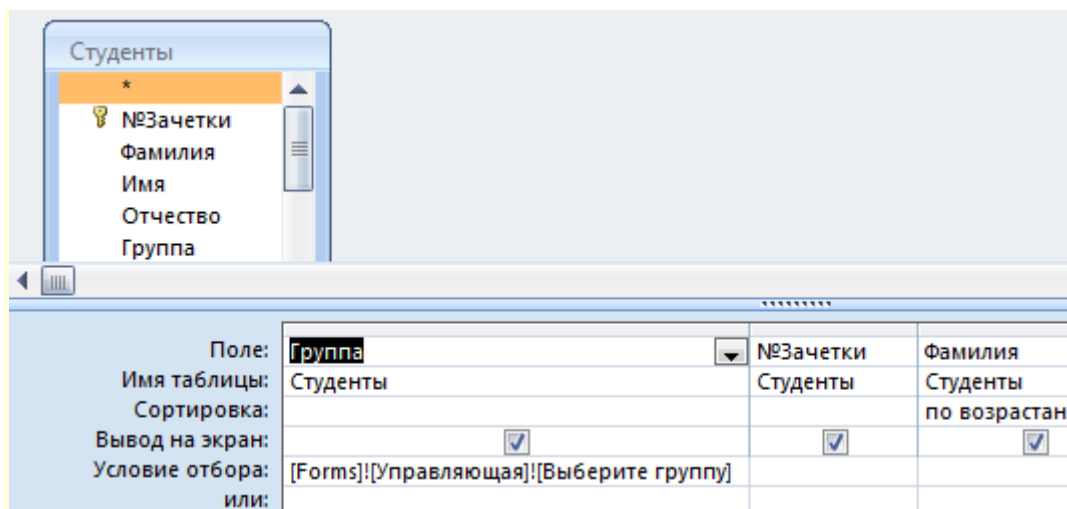 Студенты
*
№Зачетки
Фамилия
Имя
Отчество
Группа
Поле: Группа №Зачетки Фамилия
Имя таблицы: Студенты Студенты Студенты
Сортировка: по возрастан
Вывод на экран:
Условие отбора: [Forms]![Управляющая]![Выберите группу]
или: